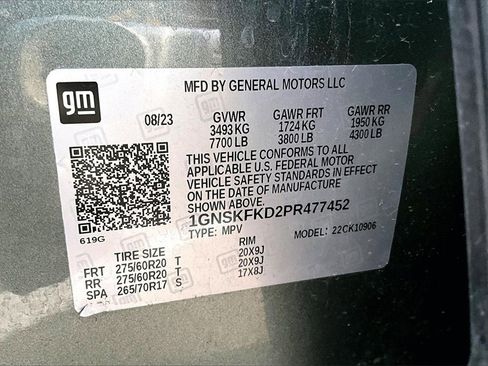 gm
MFD BY GENERAL MOTORS LLC
08/23 GVWR GAWR FRT GAWR RR
3493 KG 1724 KG 1950 KG
7700 LB 3800 LB 4300 LB
THIS VEHICLE CONFORMS TO ALL
APPLICABLE U.S. FEDERAL MOTOR
VEHICLE SAFETY STANDARDS IN EFFECT
ON THE DATE OF MANUFACTURE
SHOWN ABOVE.
1GNSKFKD2PR477452
619G TYPE: MPV MODEL: 22CK10906
TIRE SIZE RIM
FRT 275/60R20 T 20X9J
RR 275/60R20 T 20X9J
SPA 265/70R17 S 17X8J